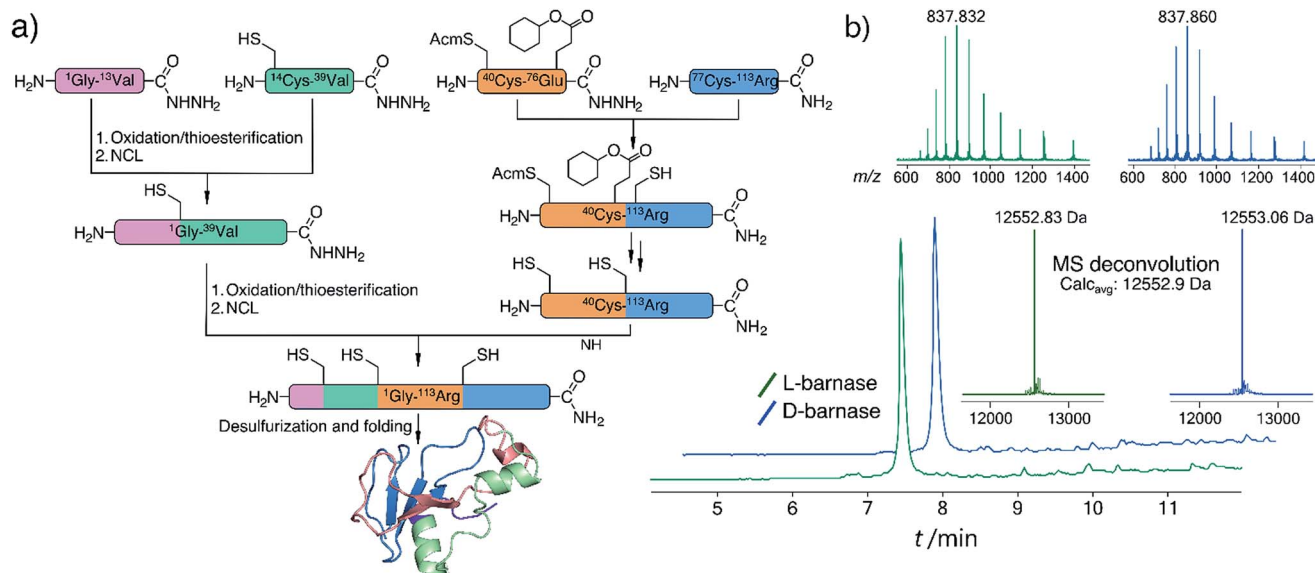 a)
H₂N
¹Gly-¹³Val
O
NHNH₂
HS
H₂N
¹⁴Cys-³⁹Val
O
NHNH₂
O
O
AcmS
H₂N
⁴⁰Cys-⁷⁶Glu
O
NHNH₂
H₂N
⁷⁷Cys-¹¹³Arg
O
NH₂
1. Oxidation/thioesterification
2. NCL
O
O
AcmS
SH
H₂N
⁴⁰Cys-¹¹³Arg
O
NH₂
HS
H₂N
¹Gly-³⁹Val
O
NHNH₂
HS
HS
H₂N
⁴⁰Cys-¹¹³Arg
O
NH₂
1. Oxidation/thioesterification
2. NCL
NH
HS
HS
SH
H₂N
¹Gly-¹¹³Arg
O
NH₂
Desulfurization and folding
b)
837.832
837.860
m/z
600 800 1000 1200 1400
600 800 1000 1200 1400
12552.83 Da
12553.06 Da
MS deconvolution
Calcavg: 12552.9 Da
L-barnase
D-barnase
12000 13000
12000 13000
5 6 7 8 9 10 11
t /min